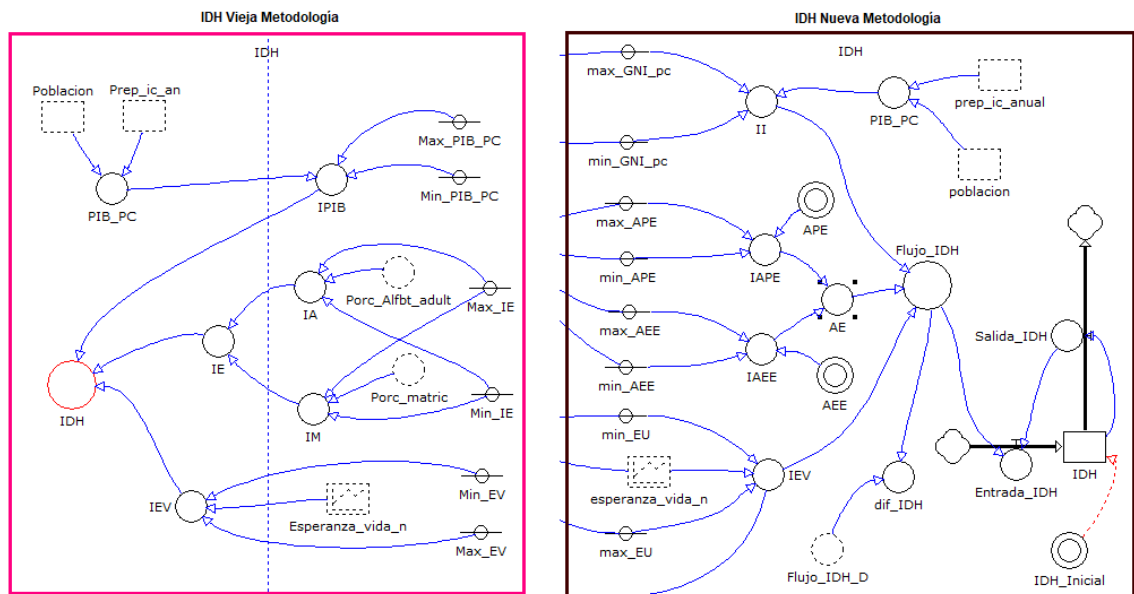 IDH Vieja Metodología
IDH
Poblacion
Prep_ic_an
Max_PIB_PC
PIB_PC
IPIB
Min_PIB_PC
IA
Porc_Alfbt_adult
Max_IE
IE
Porc_matric
Min_IE
IDH
IM
Min_EV
IEV
Esperanza_vida_n
Max_EV
IDH Nueva Metodología
IDH
max_GNI_pc
prep_ic_anual
II
PIB_PC
min_GNI_pc
poblacion
max_APE
APE
Flujo_IDH
min_APE
IAPE
max_AEE
AE
Salida_IDH
min_AEE
IAEE
AEE
min_EU
IDH
esperanza_vida_n
IEV
Entrada_IDH
dif_IDH
max_EU
Flujo_IDH_D
IDH_Inicial